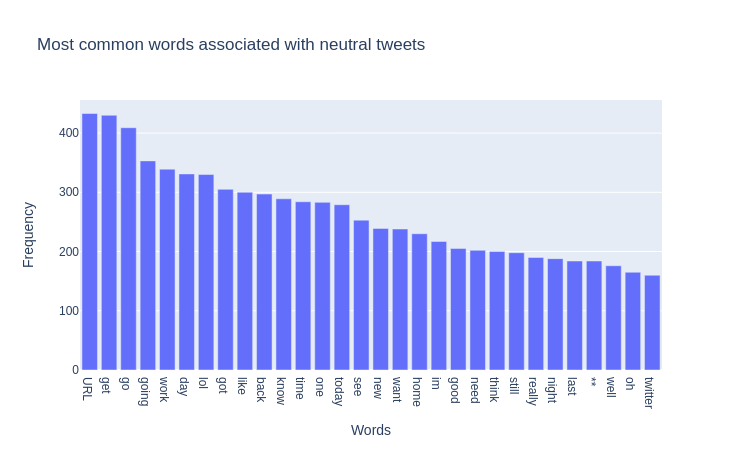 Most common words associated with neutral tweets
Frequency
400
300
200
100
0
URL
get
go
going
work
day
lol
got
like
back
know
time
one
today
see
new
want
home
im
good
need
think
still
really
night
last
**
well
oh
twitter
Words